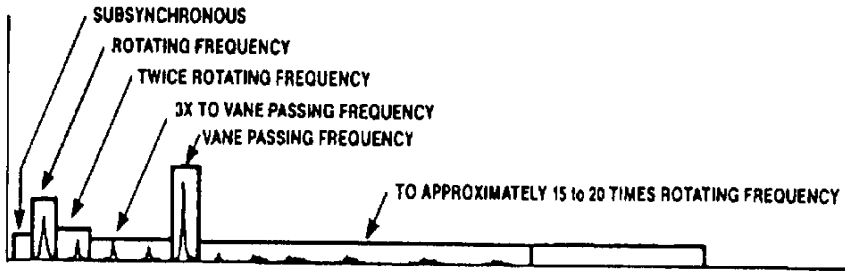 SUBSYNCHRONOUS
ROTATING FREQUENCY
TWICE ROTATING FREQUENCY
3X TO VANE PASSING FREQUENCY
VANE PASSING FREQUENCY
TO APPROXIMATELY 15 to 20 TIMES ROTATING FREQUENCY